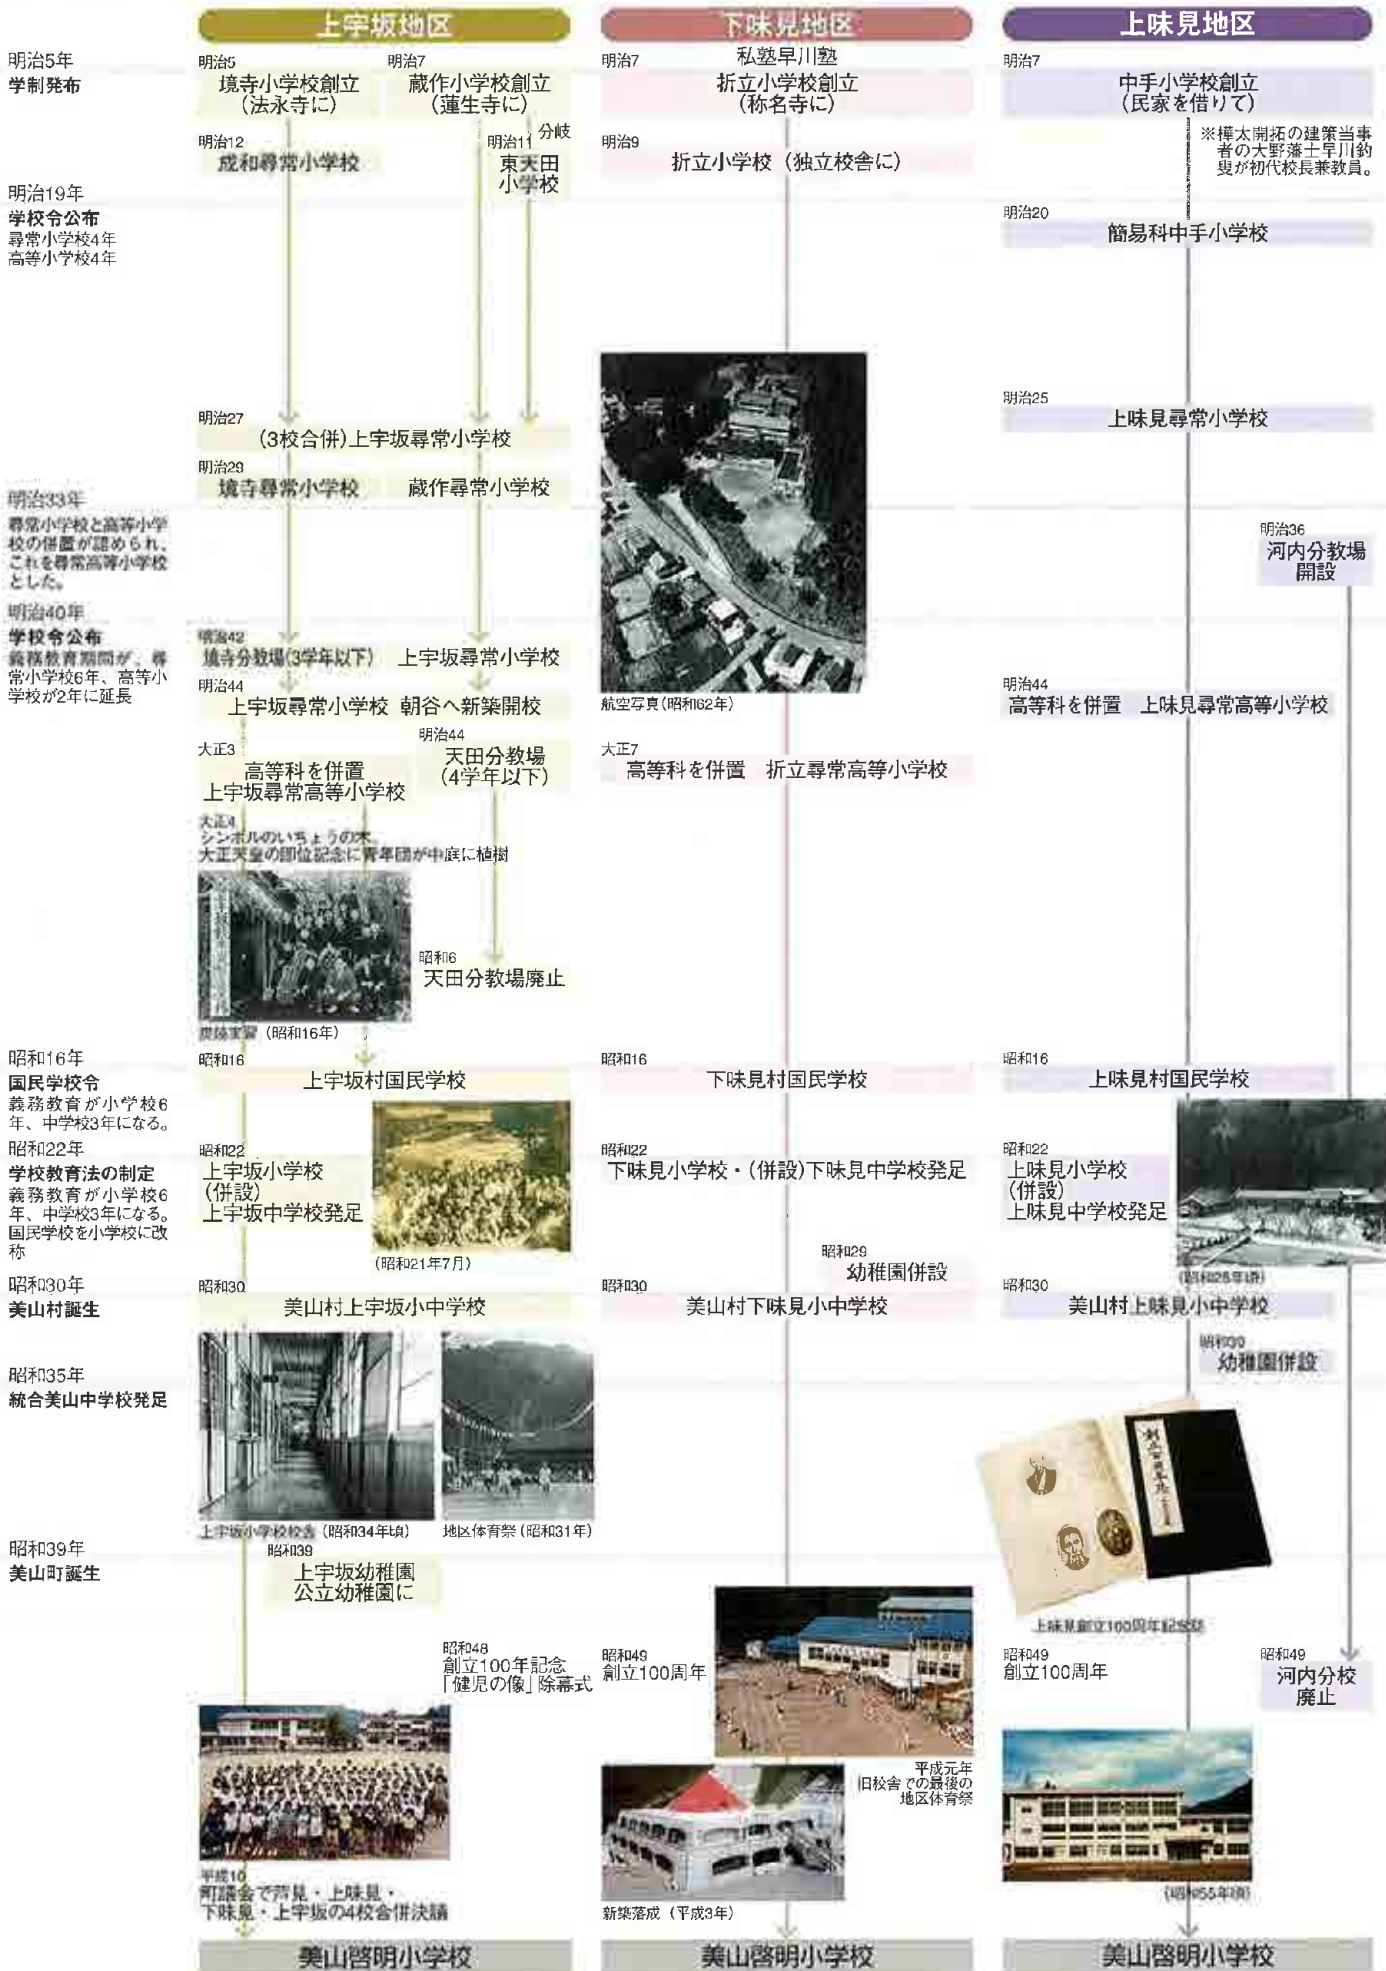 上宇坂地区
下味見地区
上味見地区
明治5年
学制発布
明治19年
学校令公布
尋常小学校4年
高等小学校4年
明治33年
尋常小学校と高等小学
校の併置が認められ、
これを尋常高等小学校
とした。
明治40年
学校令公布
義務教育期間が、尋
常小学校6年、高等小
学校が2年に延長
昭和16年
国民学校令
義務教育が小学校6
年、中学校3年になる。
昭和22年
学校教育法の制定
義務教育が小学校6
年、中学校3年になる。
国民学校を小学校に改
称
昭和30年
美山村誕生
昭和35年
統合美山中学校発足
昭和39年
美山町誕生
明治5
境寺小学校創立
(法永寺に)
明治7
蔵作小学校創立
(蓮生寺に)
分岐
明治12
成和尋常小学校
明治11
東天田
小学校
明治27
(3校合併)上宇坂尋常小学校
明治29
境寺尋常小学校
蔵作尋常小学校
明治42
境寺分教場(3学年以下)
上宇坂尋常小学校
明治44
上宇坂尋常小学校 朝谷へ新築開校
大正3
高等科を併置
上宇坂尋常高等小学校
明治44
天田分教場
(4学年以下)
大正4
シンボルのいちょうの木
大正天皇の即位記念に青年団が中庭に植樹
昭和6
天田分教場廃止
炭焼実習(昭和16年)
昭和16
上宇坂村国民学校
昭和22
上宇坂小学校
(併設)
上宇坂中学校発足
(昭和21年7月)
昭和30
美山村上宇坂小中学校
上宇坂小学校校舎(昭和34年頃)
地区体育祭(昭和31年)
昭和39
上宇坂幼稚園
公立幼稚園に
昭和48
創立100年記念
「健児の像」除幕式
平成10
町議会で芦見・上味見・
下味見・上宇坂の4校合併決議
美山啓明小学校
私塾早川塾
明治7
折立小学校創立
(称名寺に)
明治9
折立小学校(独立校舎に)
航空写真(昭和62年)
大正7
高等科を併置 折立尋常高等小学校
昭和16
下味見村国民学校
昭和22
下味見小学校・(併設)下味見中学校発足
昭和29
幼稚園併設
昭和30
美山村下味見小中学校
昭和49
創立100周年
平成元年
旧校舎での最後の
地区体育祭
新築落成(平成3年)
美山啓明小学校
明治7
中手小学校創立
(民家を借りて)
※樺太開拓の建策当事
者の大野藩士早川釣
叟が初代校長兼教員。
明治20
簡易科中手小学校
明治25
上味見尋常小学校
明治36
河内分教場
開設
明治44
高等科を併置 上味見尋常高等小学校
昭和16
上味見村国民学校
昭和22
上味見小学校
(併設)
上味見中学校発足
昭和30
美山村上味見小中学校
幼稚園併設
上味見創立100周年記念誌
昭和49
創立100周年
昭和49
河内分校
廃止
(昭和55年頃)
美山啓明小学校